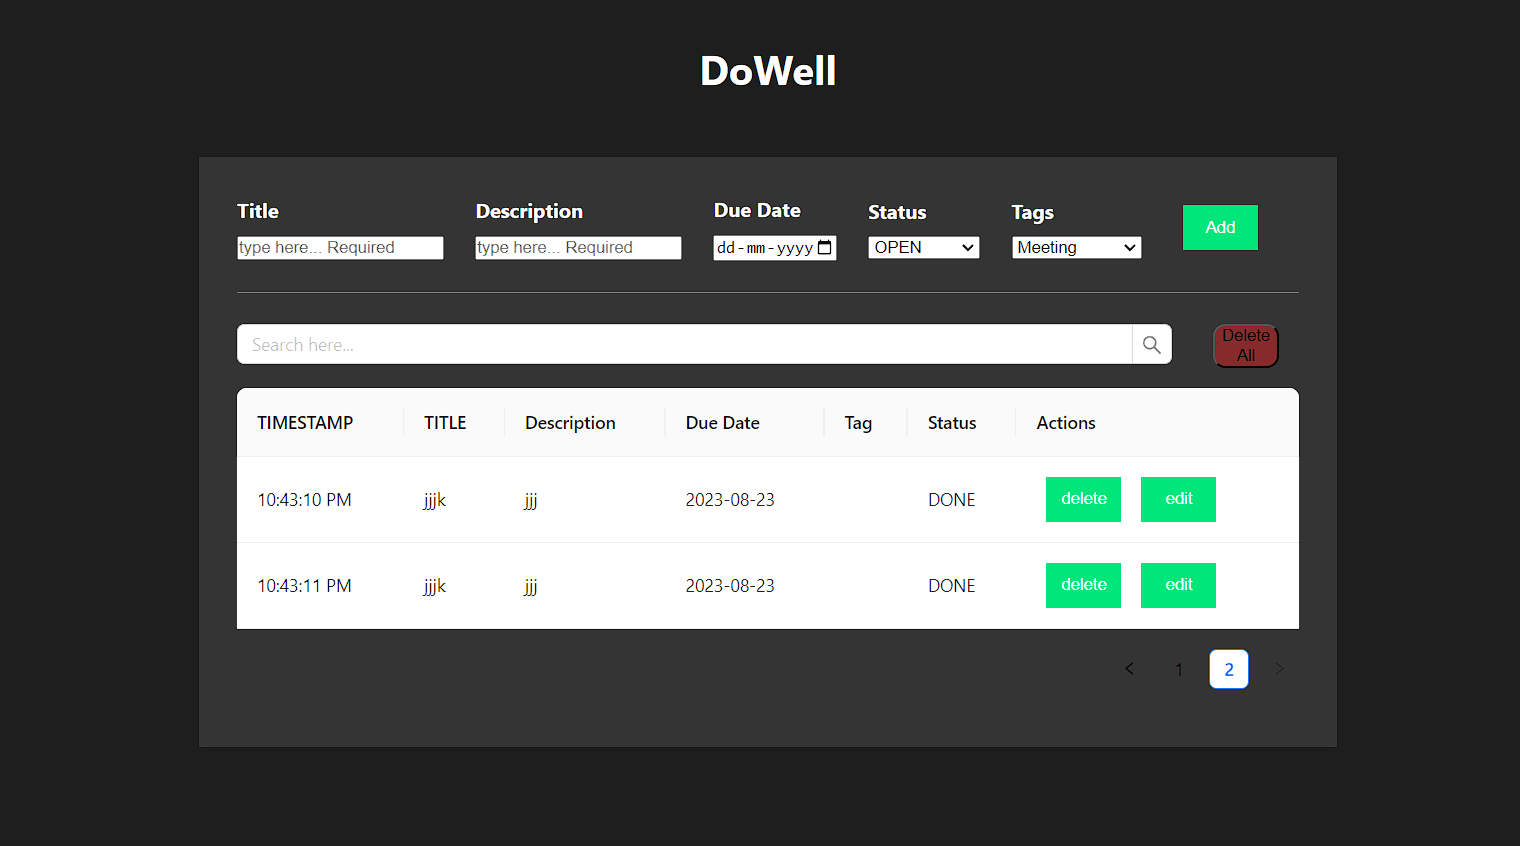 DoWell
Title Description Due Date Status Tags
type here... Required type here... Required dd-mm-yyyy OPEN Meeting Add
Search here... Delete
All
TIMESTAMP TITLE Description Due Date Tag Status Actions
10:43:10 PM jjjk jjj 2023-08-23 DONE delete edit
10:43:11 PM jjjk jjj 2023-08-23 DONE delete edit
1 2